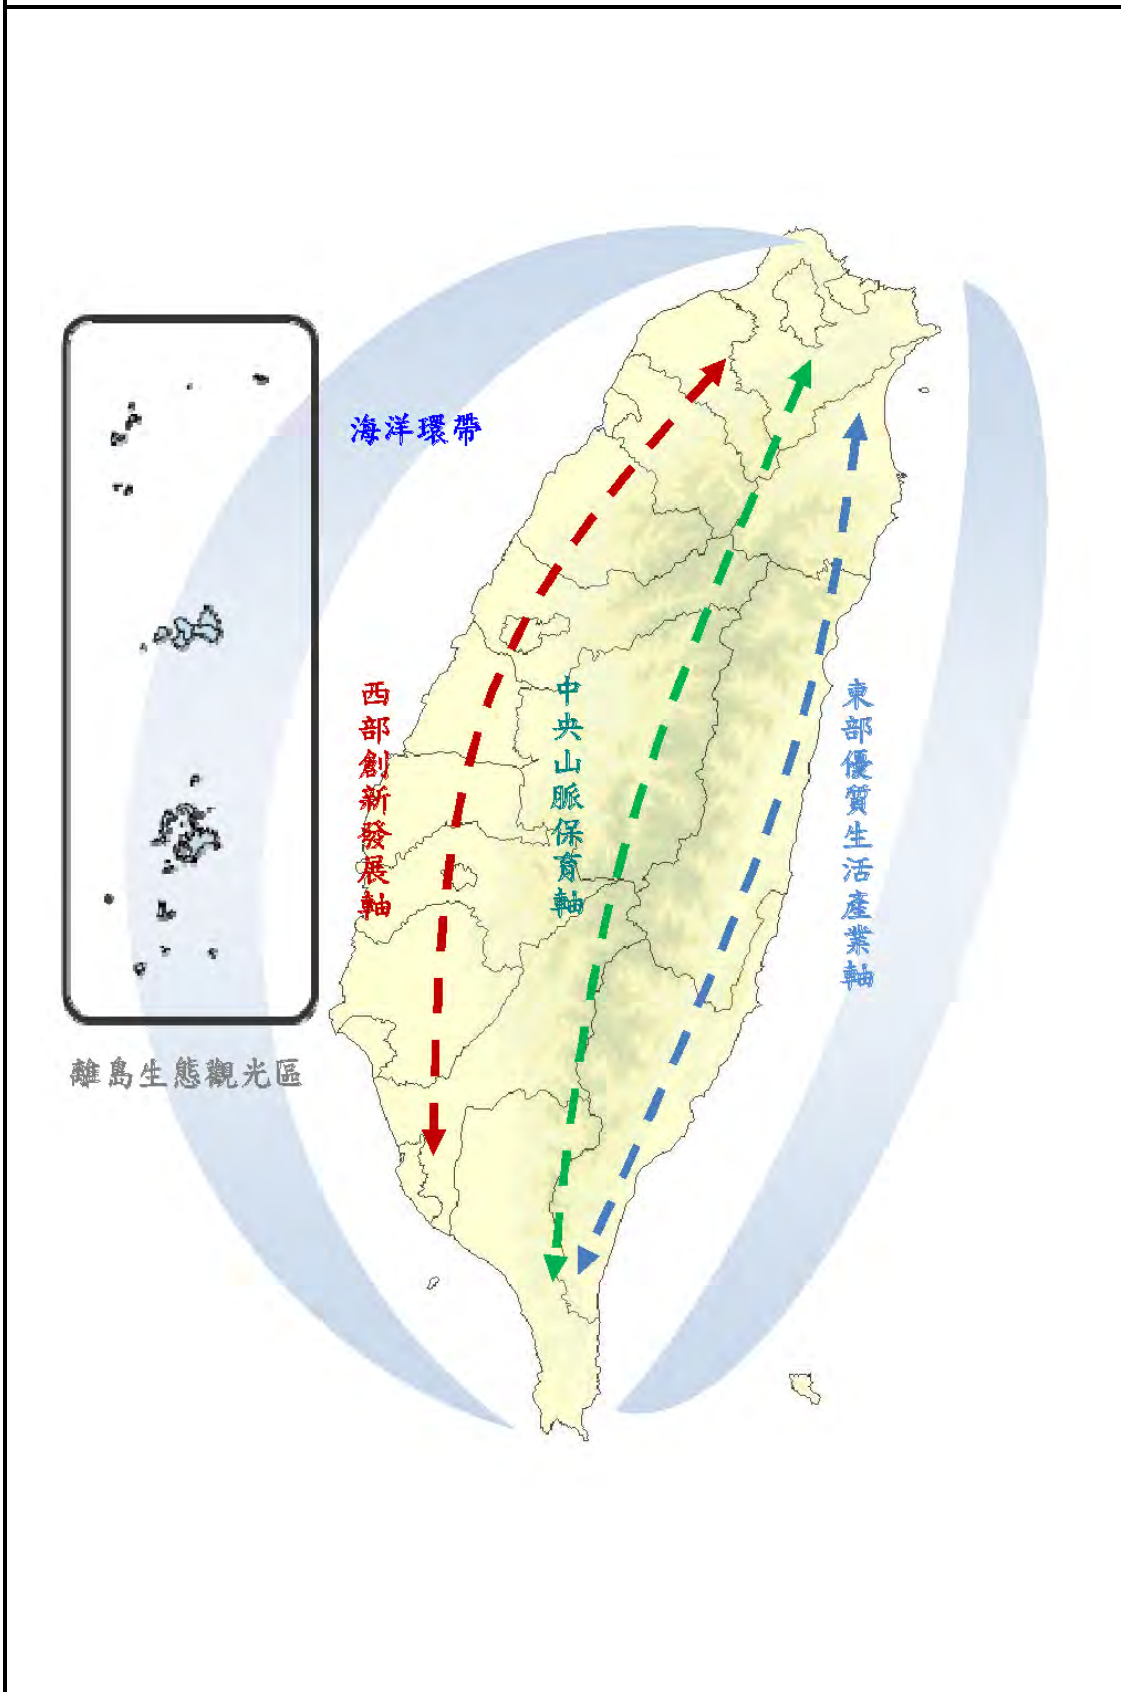 海洋環帶
西部創新發展軸
中央山脈保育軸
東部優質生活產業軸
離島生態觀光區